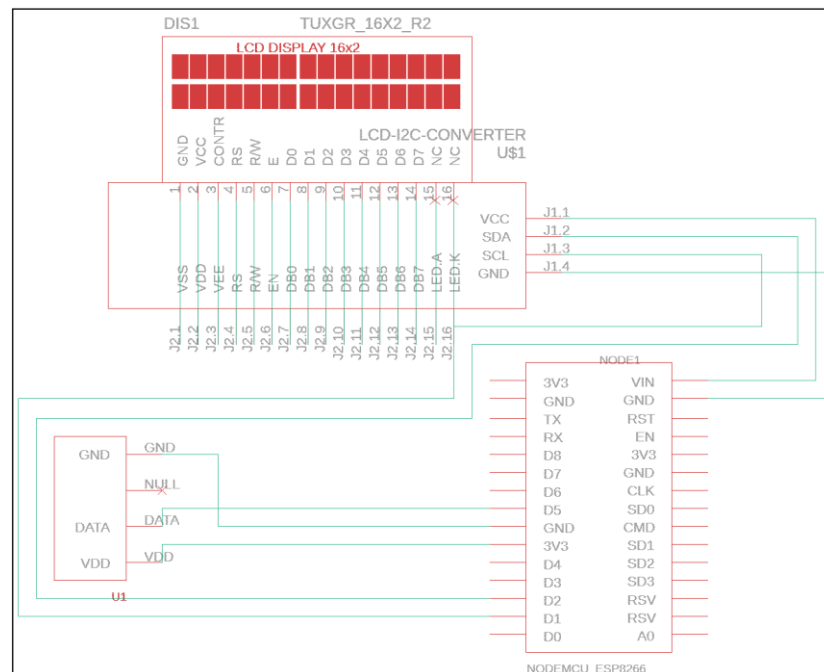 DIS1 TUXGR_16X2_R2
LCD DISPLAY 16x2
LCD-I2C-CONVERTER
U$1
GND VCC CONTR RS R/W E D0 D1 D2 D3 D4 D5 D6 D7 NC NC
1 2 3 4 5 6 7 8 9 10 11 12 13 14 15 16
VSS VDD VEE RS R/W EN DB0 DB1 DB2 DB3 DB4 DB5 DB6 DB7 LED.A LED.K
J2.1 J2.2 J2.3 J2.4 J2.5 J2.6 J2.7 J2.8 J2.9 J2.10 J2.11 J2.12 J2.13 J2.14 J2.15 J2.16
VCC J1.1
SDA J1.2
SCL J1.3
GND J1.4
NODE1
3V3 VIN
GND GND
TX RST
RX EN
D8 3V3
D7 GND
D6 CLK
D5 SD0
GND CMD
3V3 SD1
D4 SD2
D3 SD3
D2 RSV
D1 RSV
D0 A0
NODEMCU_ESP8266
GND GND
NULL
DATA DATA
VDD VDD
U1